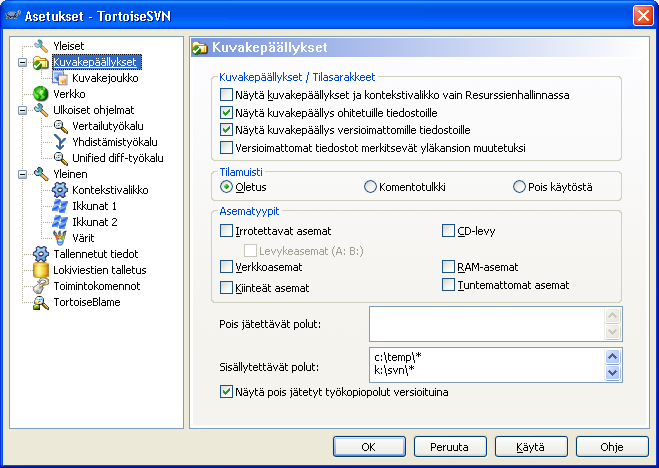 Asetukset - TortoiseSVN
Yleiset
Kuvakepäällykset
Kuvakejoukko
Verkko
Ulkoiset ohjelmat
Vertailutyökalu
Yhdistämistyökalu
Unified diff-työkalu
Yleinen
Kontekstivalikko
Ikkunat 1
Ikkunat 2
Värit
Tallennetut tiedot
Lokiviestien talletus
Toimintokomennot
TortoiseBlame
Kuvakepäällykset
Kuvakepäällykset / Tilasarakkeet
Näytä kuvakepäällykset ja kontekstivalikko vain Resurssienhallinnassa
Näytä kuvakepäällys ohitetuille tiedostoille
Näytä kuvakepäällys versioimattomille tiedostoille
Versioimattomat tiedostot merkitsevät yläkansion muutetuksi
Tilamuisti
Oletus
Komentotulkki
Pois käytöstä
Asematyypit
Irrotettavat asemat
CD-levy
Levykeasemat (A: B:)
Verkkoasemat
RAM-asemat
Kiinteät asemat
Tuntemattomat asemat
Pois jätettävät polut:
Sisällytettävät polut:
c:\temp\*
k:\svn\*
Näytä pois jätetyt työkopiopolut versioituina
OK
Peruuta
Käytä
Ohje